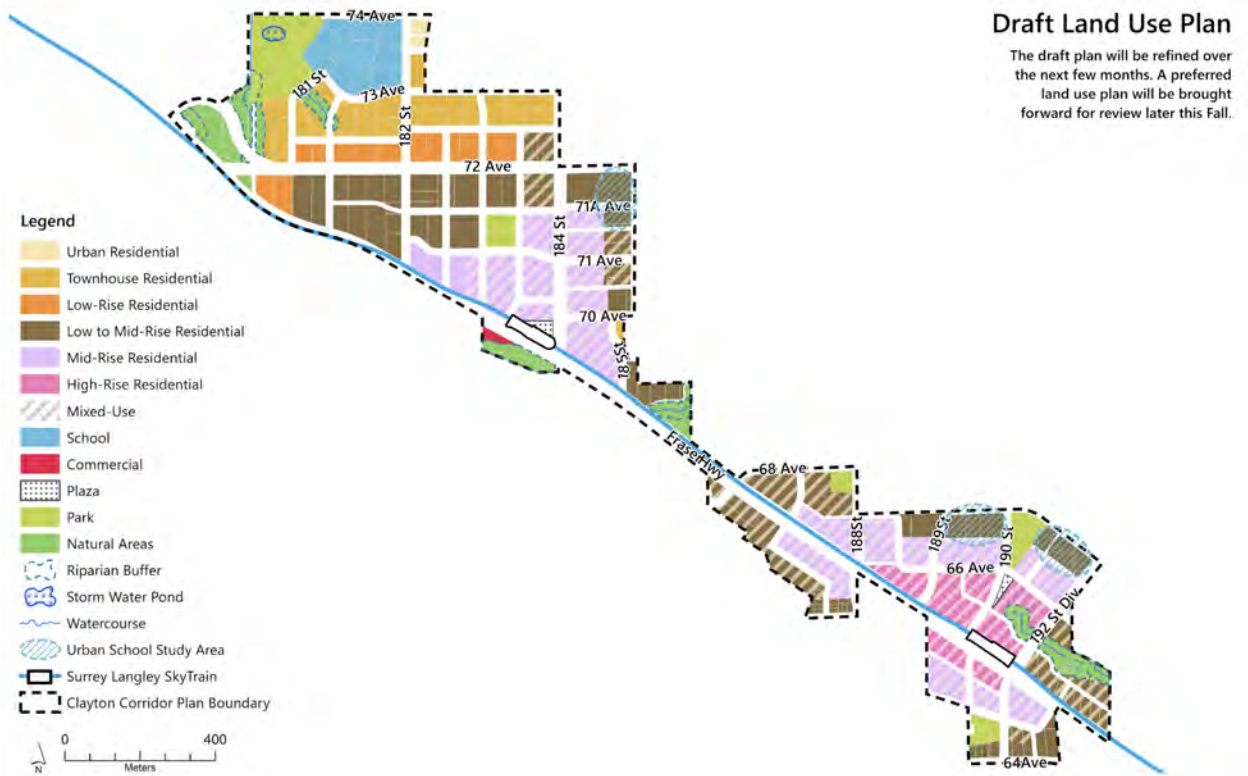 Draft Land Use Plan
The draft plan will be refined over
the next few months. A preferred
land use plan will be brought
forward for review later this Fall.
74 Ave
181 St
73 Ave
182 St
72 Ave
71A Ave
184 St
71 Ave
70 Ave
185 St
Fraser Hwy
68 Ave
188 St
189 St
190 St
66 Ave
192 St Div.
64 Ave
Legend
Urban Residential
Townhouse Residential
Low-Rise Residential
Low to Mid-Rise Residential
Mid-Rise Residential
High-Rise Residential
Mixed-Use
School
Commercial
Plaza
Park
Natural Areas
Riparian Buffer
Storm Water Pond
Watercourse
Urban School Study Area
Surrey Langley SkyTrain
Clayton Corridor Plan Boundary
0 400
Meters
N